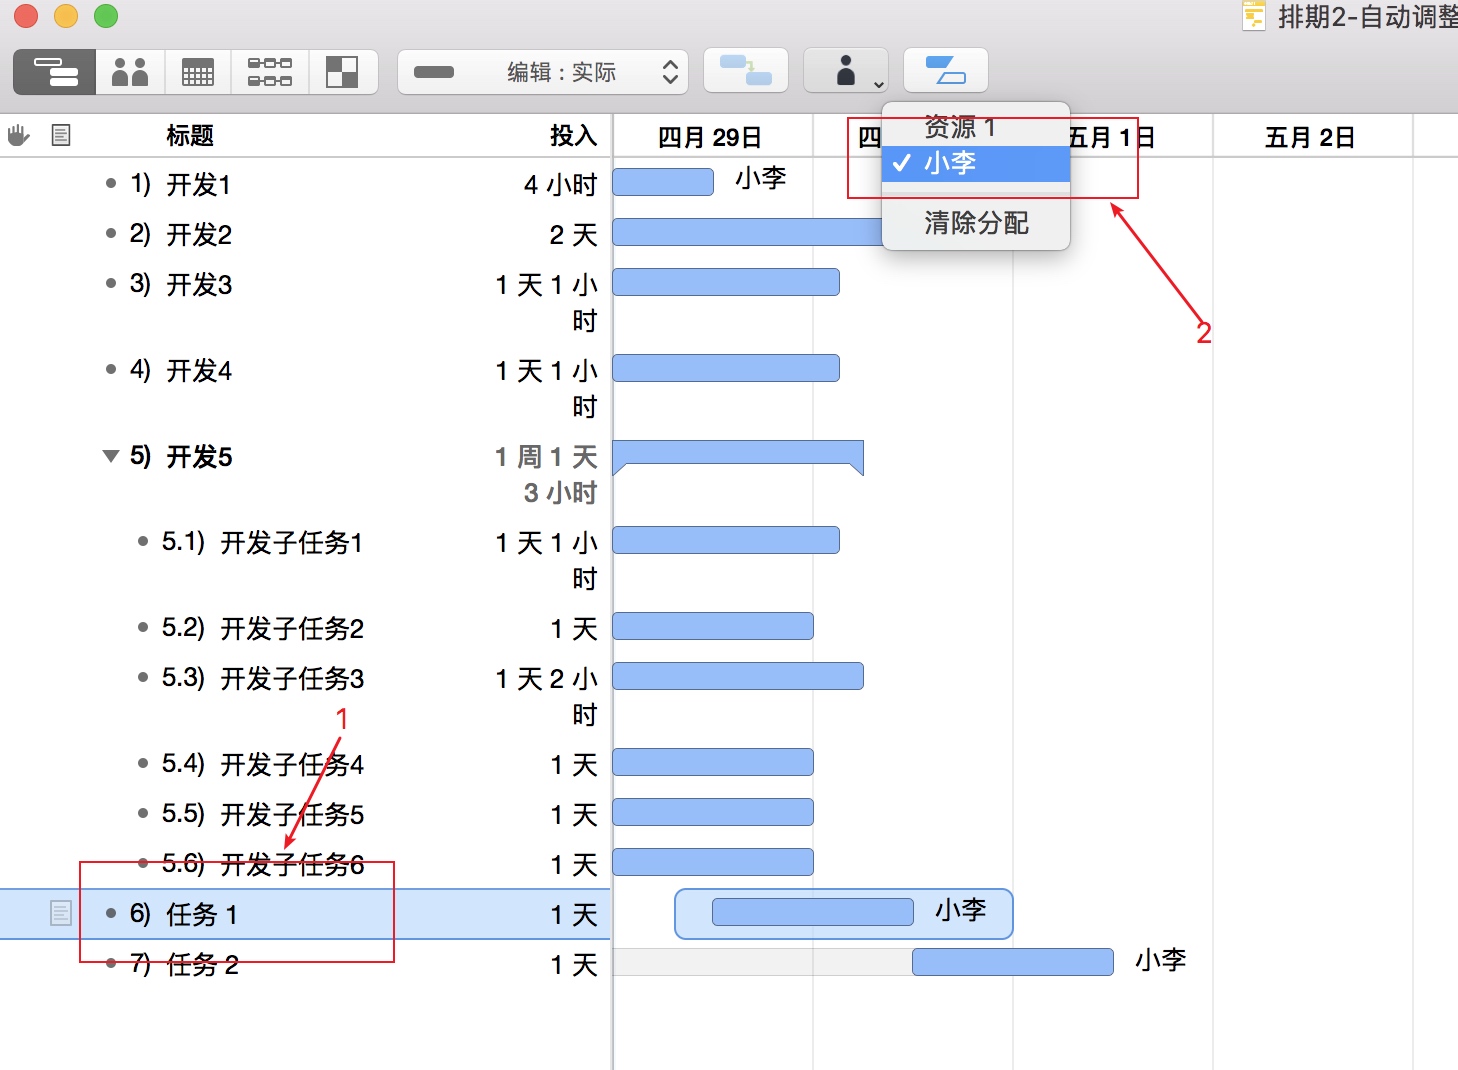 排期2-自动调整
编辑 : 实际
标题
投入
四月 29日
四
五月 1日
五月 2日
资源 1
✓ 小李
清除分配
2
1) 开发1
4 小时
小李
2) 开发2
2 天
3) 开发3
1 天 1 小
时
4) 开发4
1 天 1 小
时
5) 开发5
1 周 1 天
3 小时
5.1) 开发子任务1
1 天 1 小
时
5.2) 开发子任务2
1 天
5.3) 开发子任务3
1 天 2 小
时
1
5.4) 开发子任务4
1 天
5.5) 开发子任务5
1 天
5.6) 开发子任务6
1 天
6) 任务 1
1 天
小李
7) 任务 2
1 天
小李